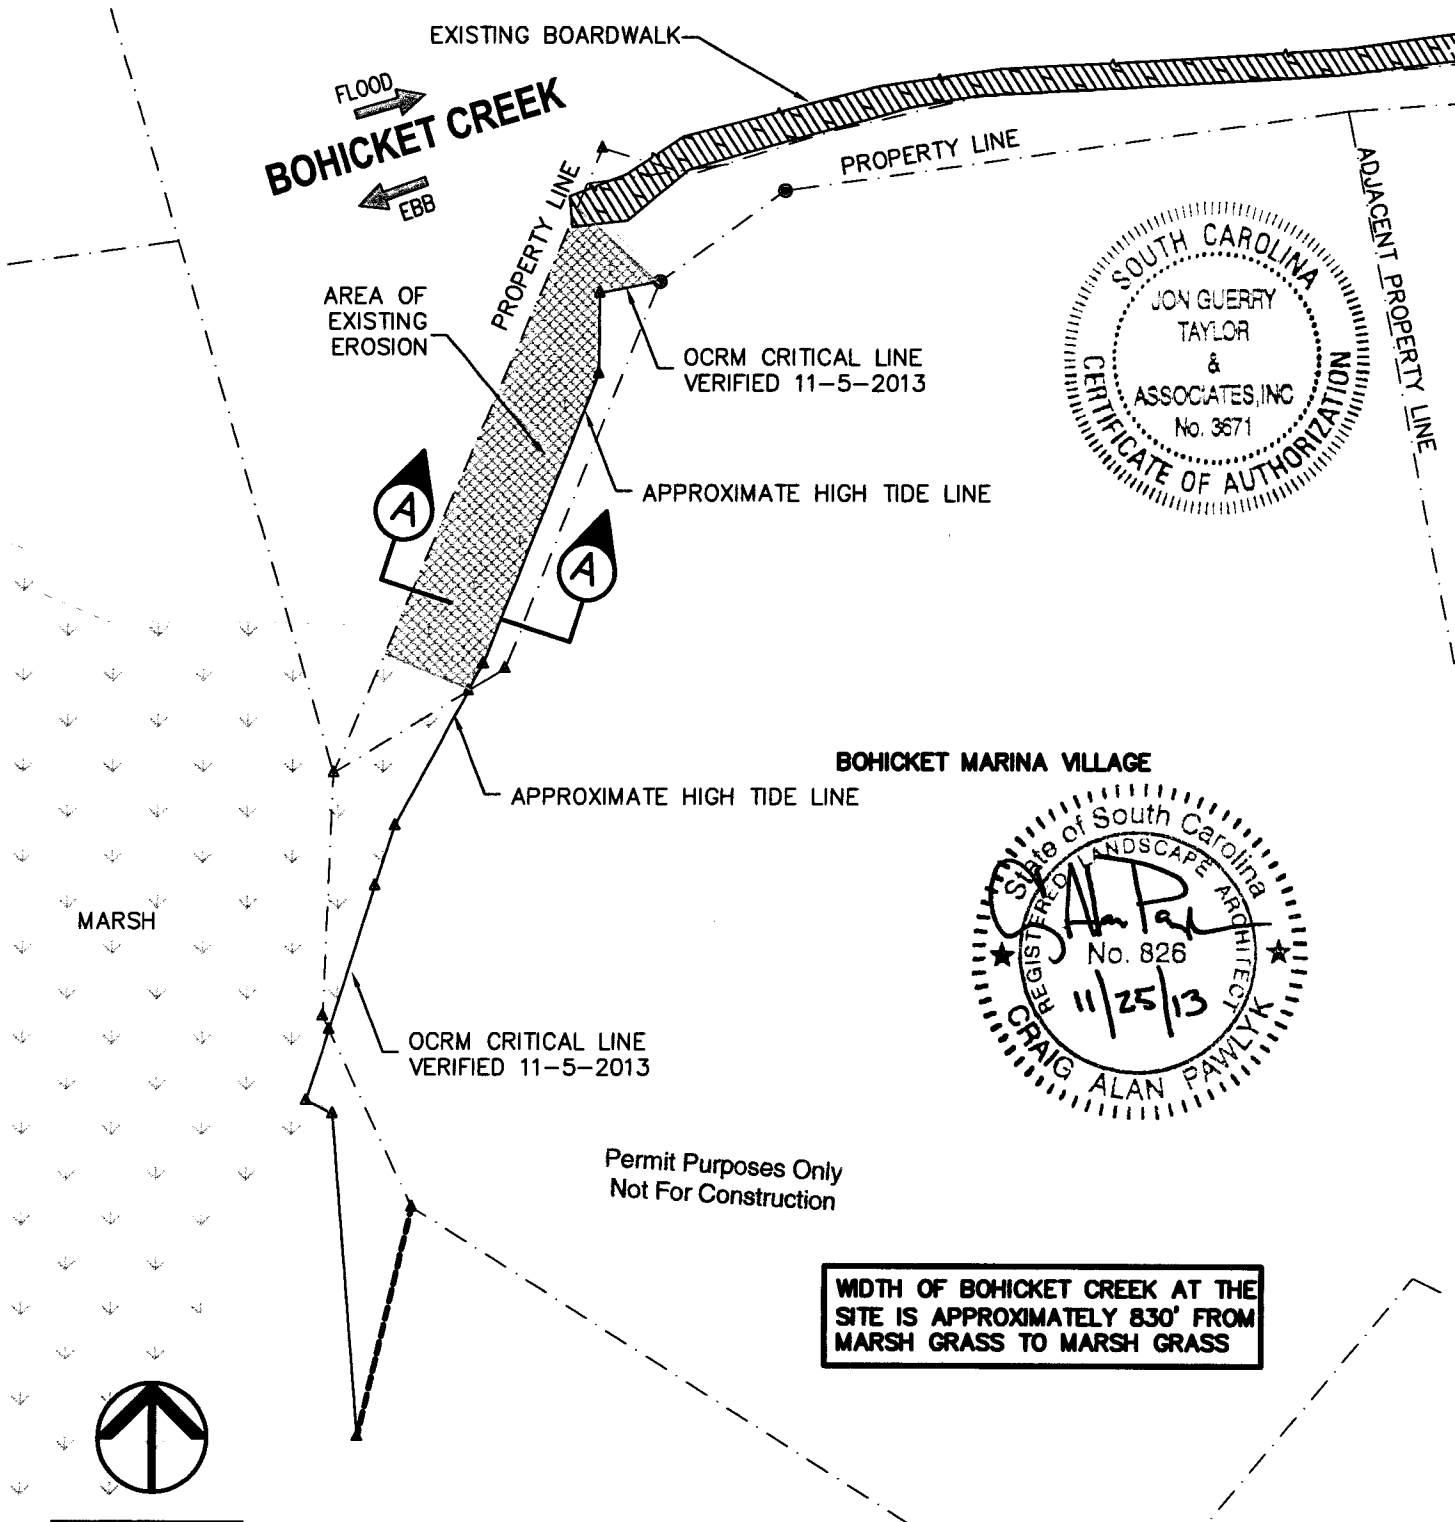 EXISTING BOARDWALK
FLOOD
BOHICKET CREEK
EBB
PROPERTY LINE
PROPERTY LINE
ADJACENT PROPERTY LINE
AREA OF
EXISTING
EROSION
OCRM CRITICAL LINE
VERIFIED 11-5-2013
SOUTH CAROLINA
JON GUERRY
TAYLOR
&
ASSOCIATES, INC
No. 3671
CERTIFICATE OF AUTHORIZATION
A
A
APPROXIMATE HIGH TIDE LINE
BOHICKET MARINA VILLAGE
APPROXIMATE HIGH TIDE LINE
State of South Carolina
REGISTERED LANDSCAPE ARCHITECT
No. 826
11/25/13
CRAIG ALAN PAWLYK
MARSH
OCRM CRITICAL LINE
VERIFIED 11-5-2013
Permit Purposes Only
Not For Construction
WIDTH OF BOHICKET CREEK AT THE
SITE IS APPROXIMATELY 830' FROM
MARSH GRASS TO MARSH GRASS